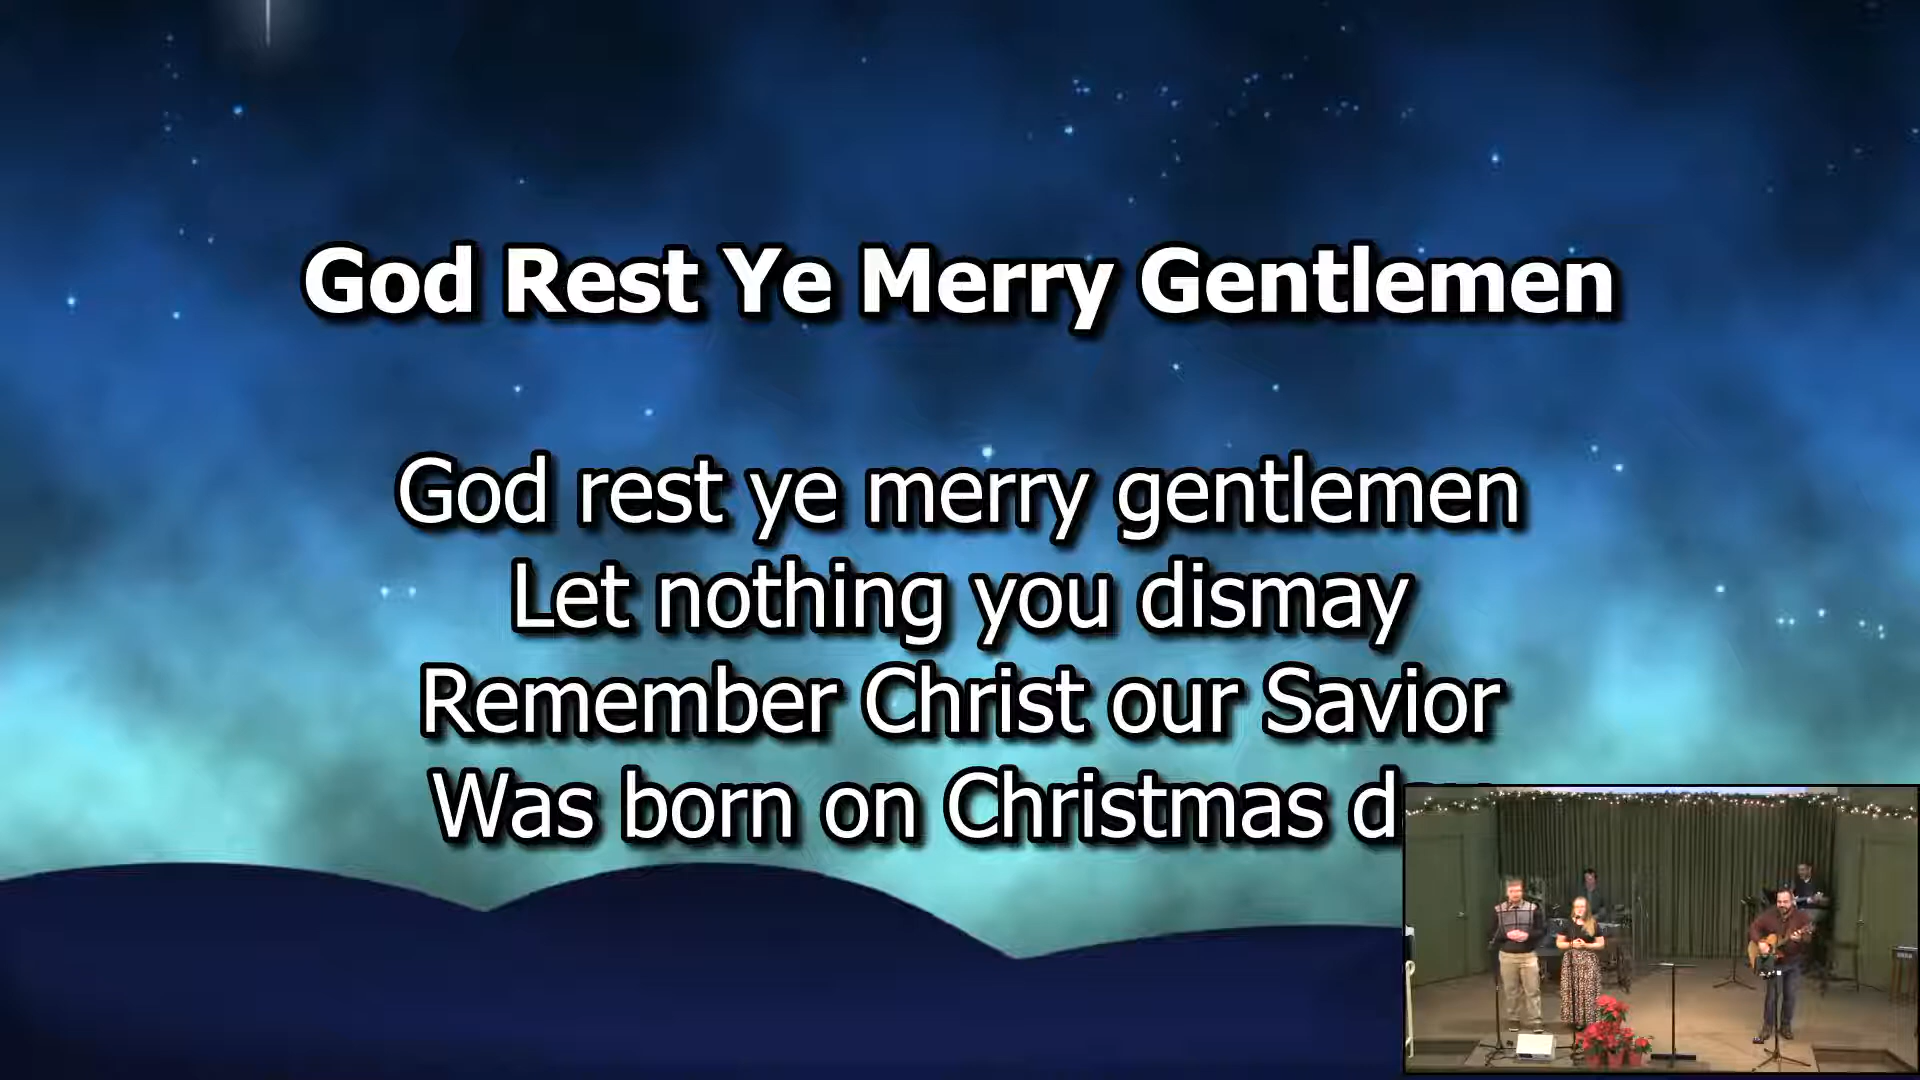 God Rest Ye Merry Gentlemen
God rest ye merry gentlemen
Let nothing you dismay
Remember Christ our Savior
Was born on Christmas